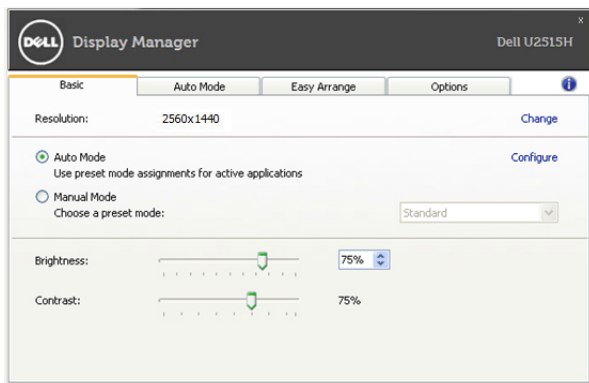 x
DELL Display Manager
Dell U2515H
Basic Auto Mode Easy Arrange Options i
Resolution: 2560x1440 Change
Auto Mode Configure
Use preset mode assignments for active applications
Manual Mode
Choose a preset mode: Standard
Brightness: 75%
Contrast: 75%